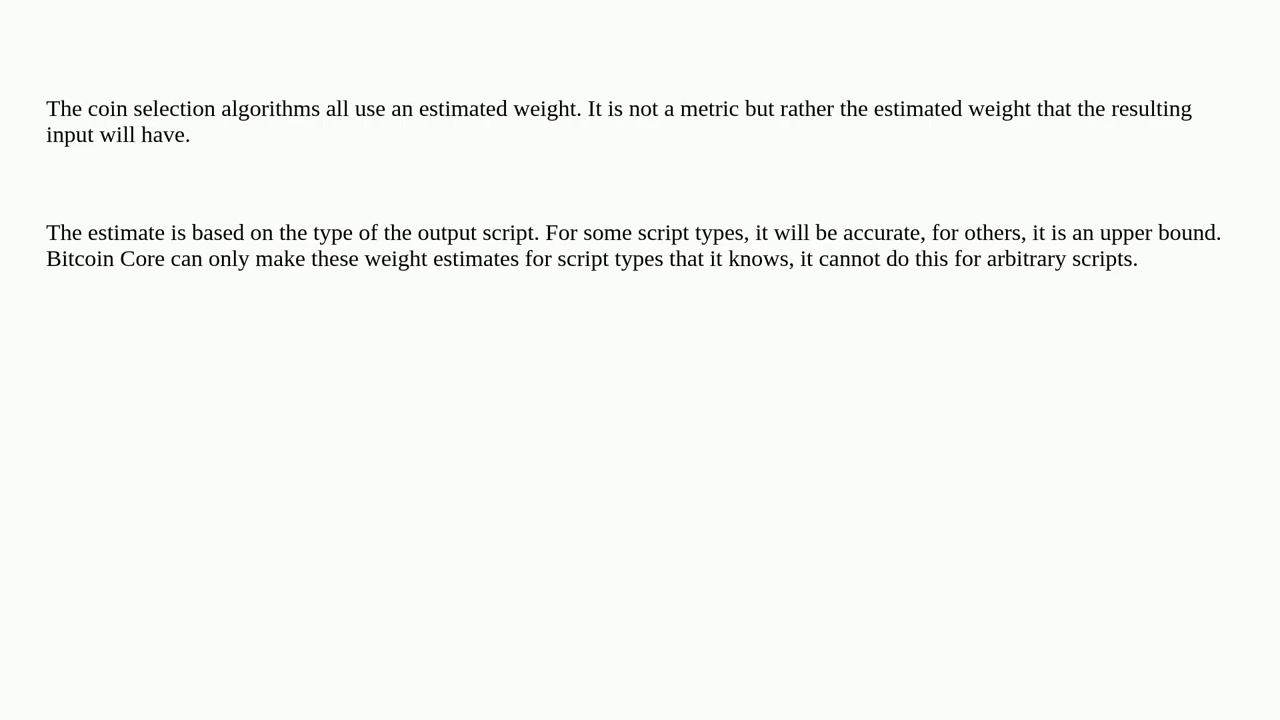 The coin selection algorithms all use an estimated weight. It is not a metric but rather the estimated weight that the resulting
input will have.
The estimate is based on the type of the output script. For some script types, it will be accurate, for others, it is an upper bound.
Bitcoin Core can only make these weight estimates for script types that it knows, it cannot do this for arbitrary scripts.